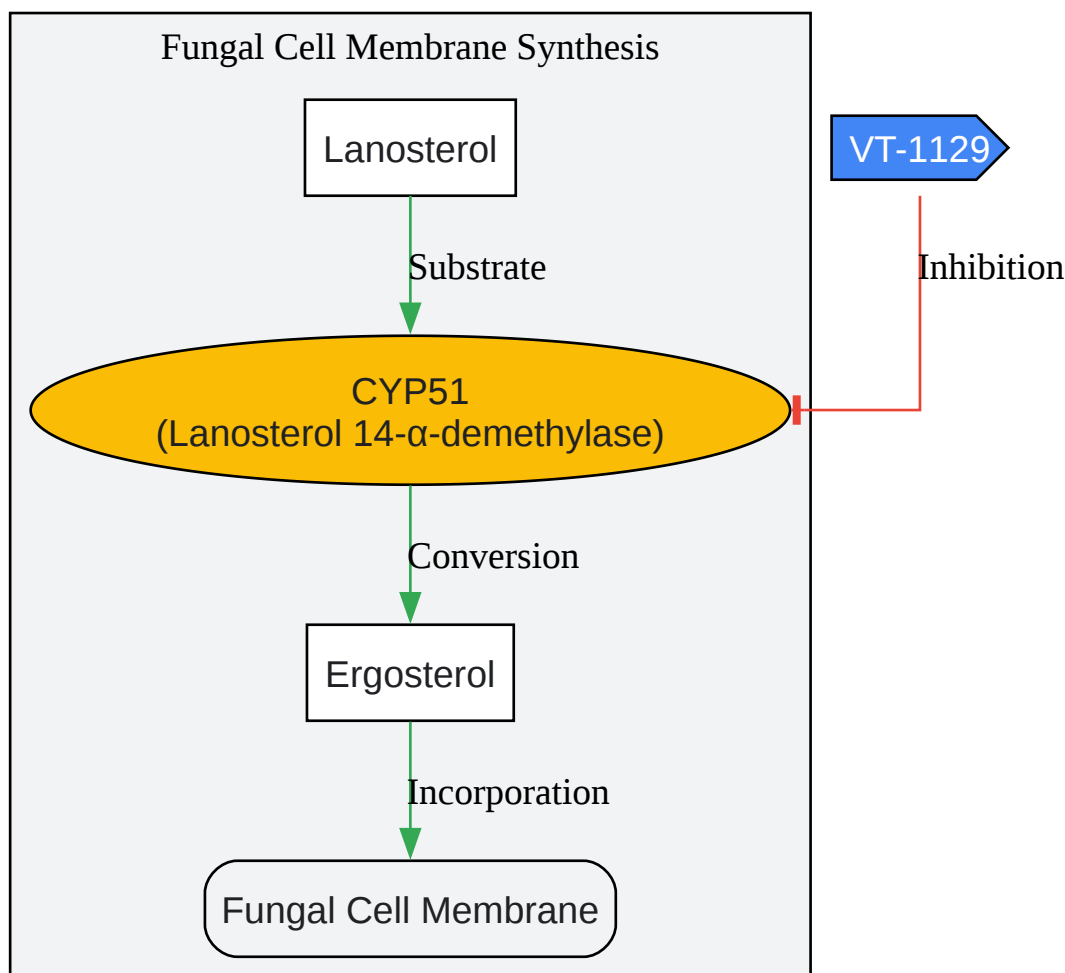 Fungal Cell Membrane Synthesis
Lanosterol
VT-1129
Substrate
Inhibition
CYP51
(Lanosterol 14-α-demethylase)
Conversion
Ergosterol
Incorporation
Fungal Cell Membrane